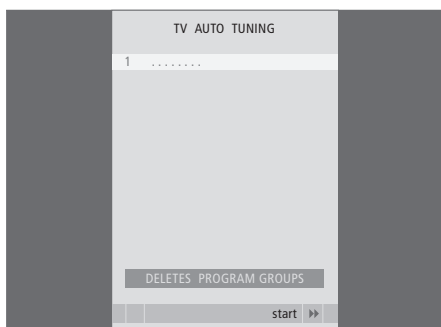 TV AUTO TUNING
1 ........
DELETES PROGRAM GROUPS
start